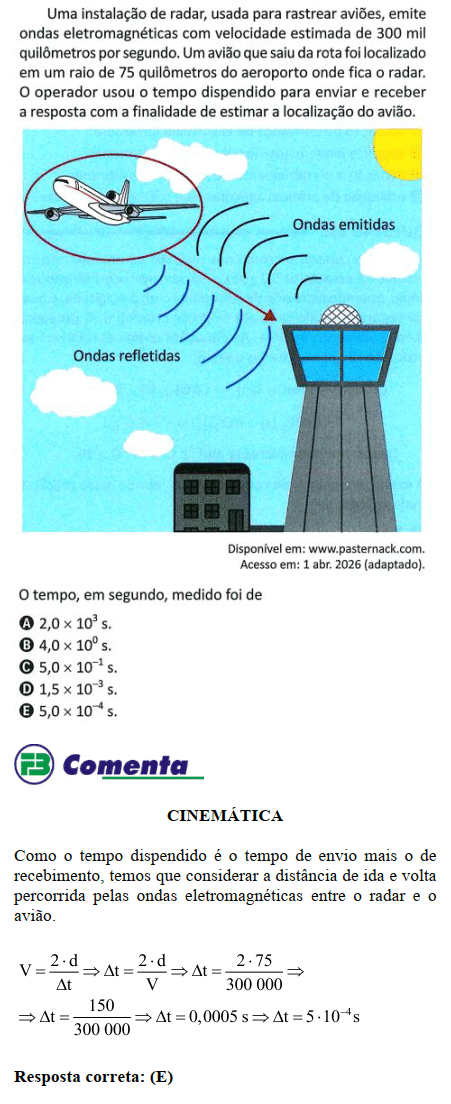 Uma instalação de radar, usada para rastrear aviões, emite
ondas eletromagnéticas com velocidade estimada de 300 mil
quilômetros por segundo. Um avião que saiu da rota foi localizado
em um raio de 75 quilômetros do aeroporto onde fica o radar.
O operador usou o tempo dispendido para enviar e receber
a resposta com a finalidade de estimar a localização do avião.
Ondas emitidas
Ondas refletidas
Disponível em: www.pasternack.com.
Acesso em: 1 abr. 2026 (adaptado).
O tempo, em segundo, medido foi de
A 2,0 × 10³ s.
B 4,0 × 10⁰ s.
C 5,0 × 10⁻¹ s.
D 1,5 × 10⁻³ s.
E 5,0 × 10⁻⁴ s.
FB Comenta
CINEMÁTICA
Como o tempo dispendido é o tempo de envio mais o de
recebimento, temos que considerar a distância de ida e volta
percorrida pelas ondas eletromagnéticas entre o radar e o
avião.
V = 2·d/Δt ⇒ Δt = 2·d/V ⇒ Δt = 2·75/300 000 ⇒
⇒ Δt = 150/300 000 ⇒ Δt = 0,0005 s ⇒ Δt = 5·10⁻⁴ s
Resposta correta: (E)